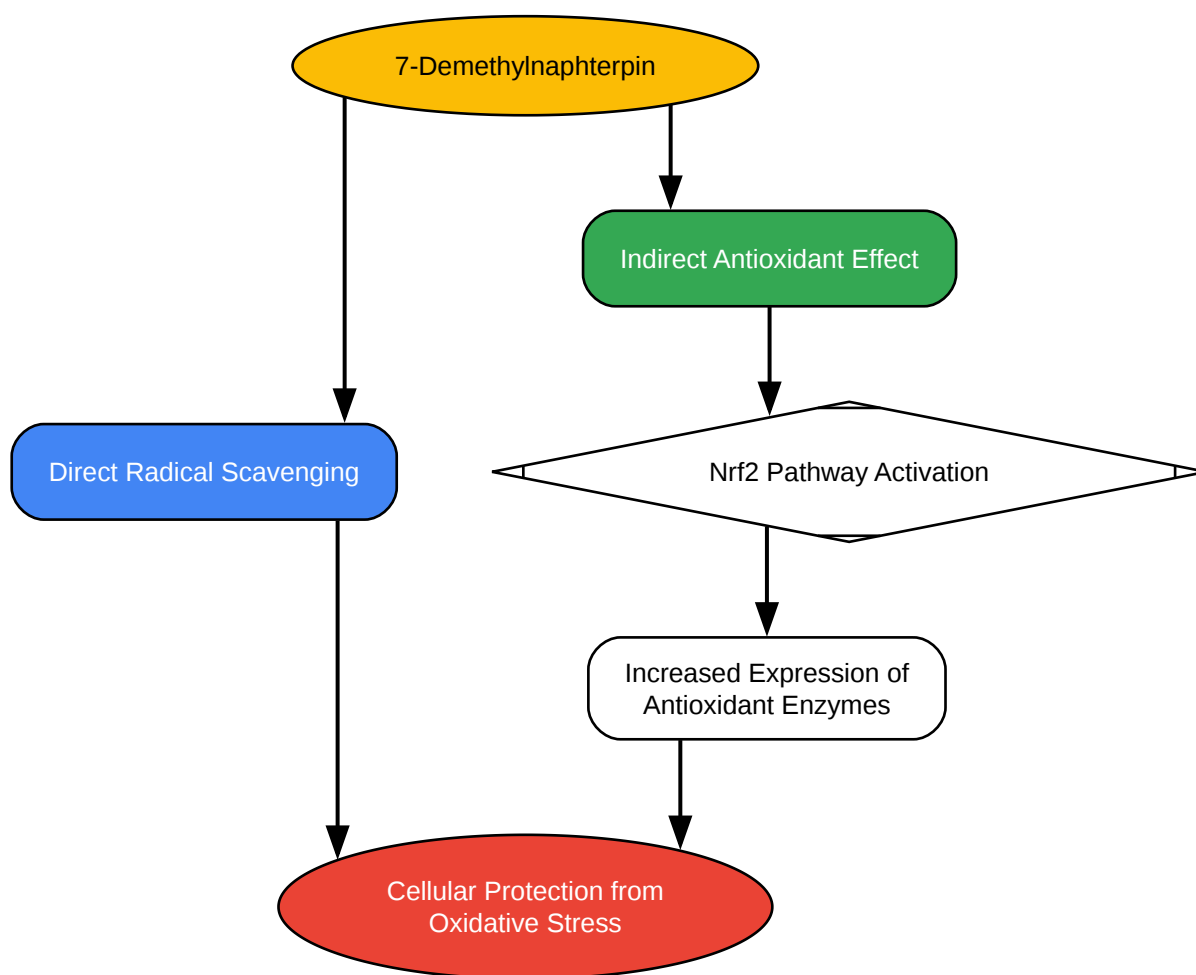 7-Demethylnaphterpin
Indirect Antioxidant Effect
Direct Radical Scavenging
Nrf2 Pathway Activation
Increased Expression of
Antioxidant Enzymes
Cellular Protection from
Oxidative Stress